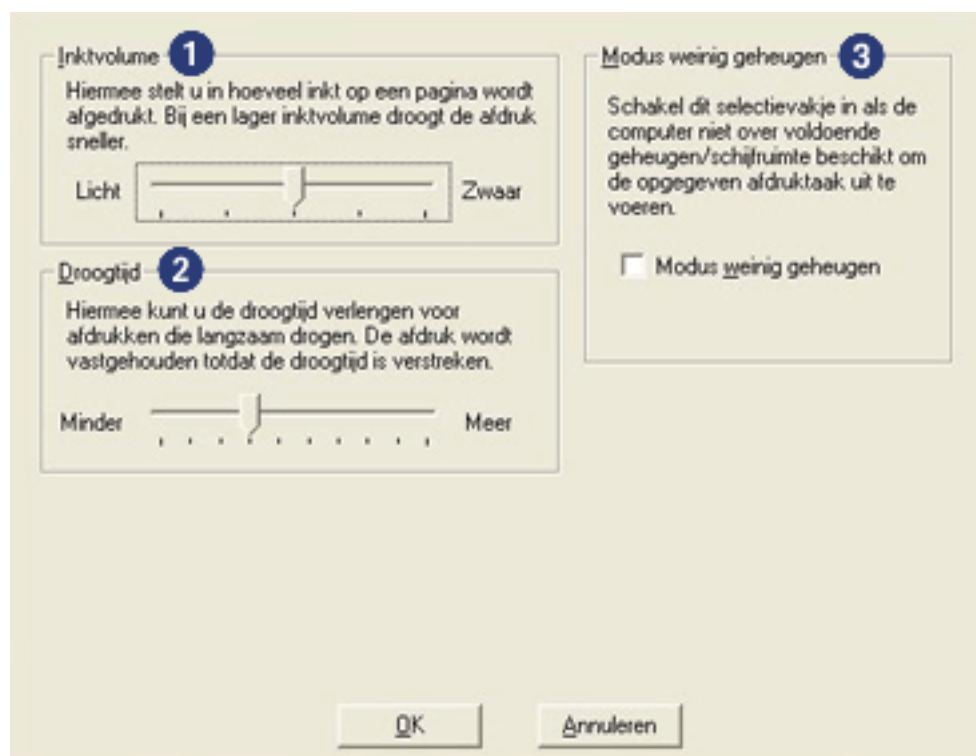 Inktvolume 1
Hiermee stelt u in hoeveel inkt op een pagina wordt
afgedrukt. Bij een lager inktvolume droogt de afdruk
sneller.
Licht Zwaar
Droogtijd 2
Hiermee kunt u de droogtijd verlengen voor
afdrukken die langzaam drogen. De afdruk wordt
vastgehouden totdat de droogtijd is verstreken.
Minder Meer
Modus weinig geheugen 3
Schakel dit selectievakje in als de
computer niet over voldoende
geheugen/schijfruimte beschikt om
de opgegeven afdruktaak uit te
voeren.
Modus weinig geheugen
OK Annuleren